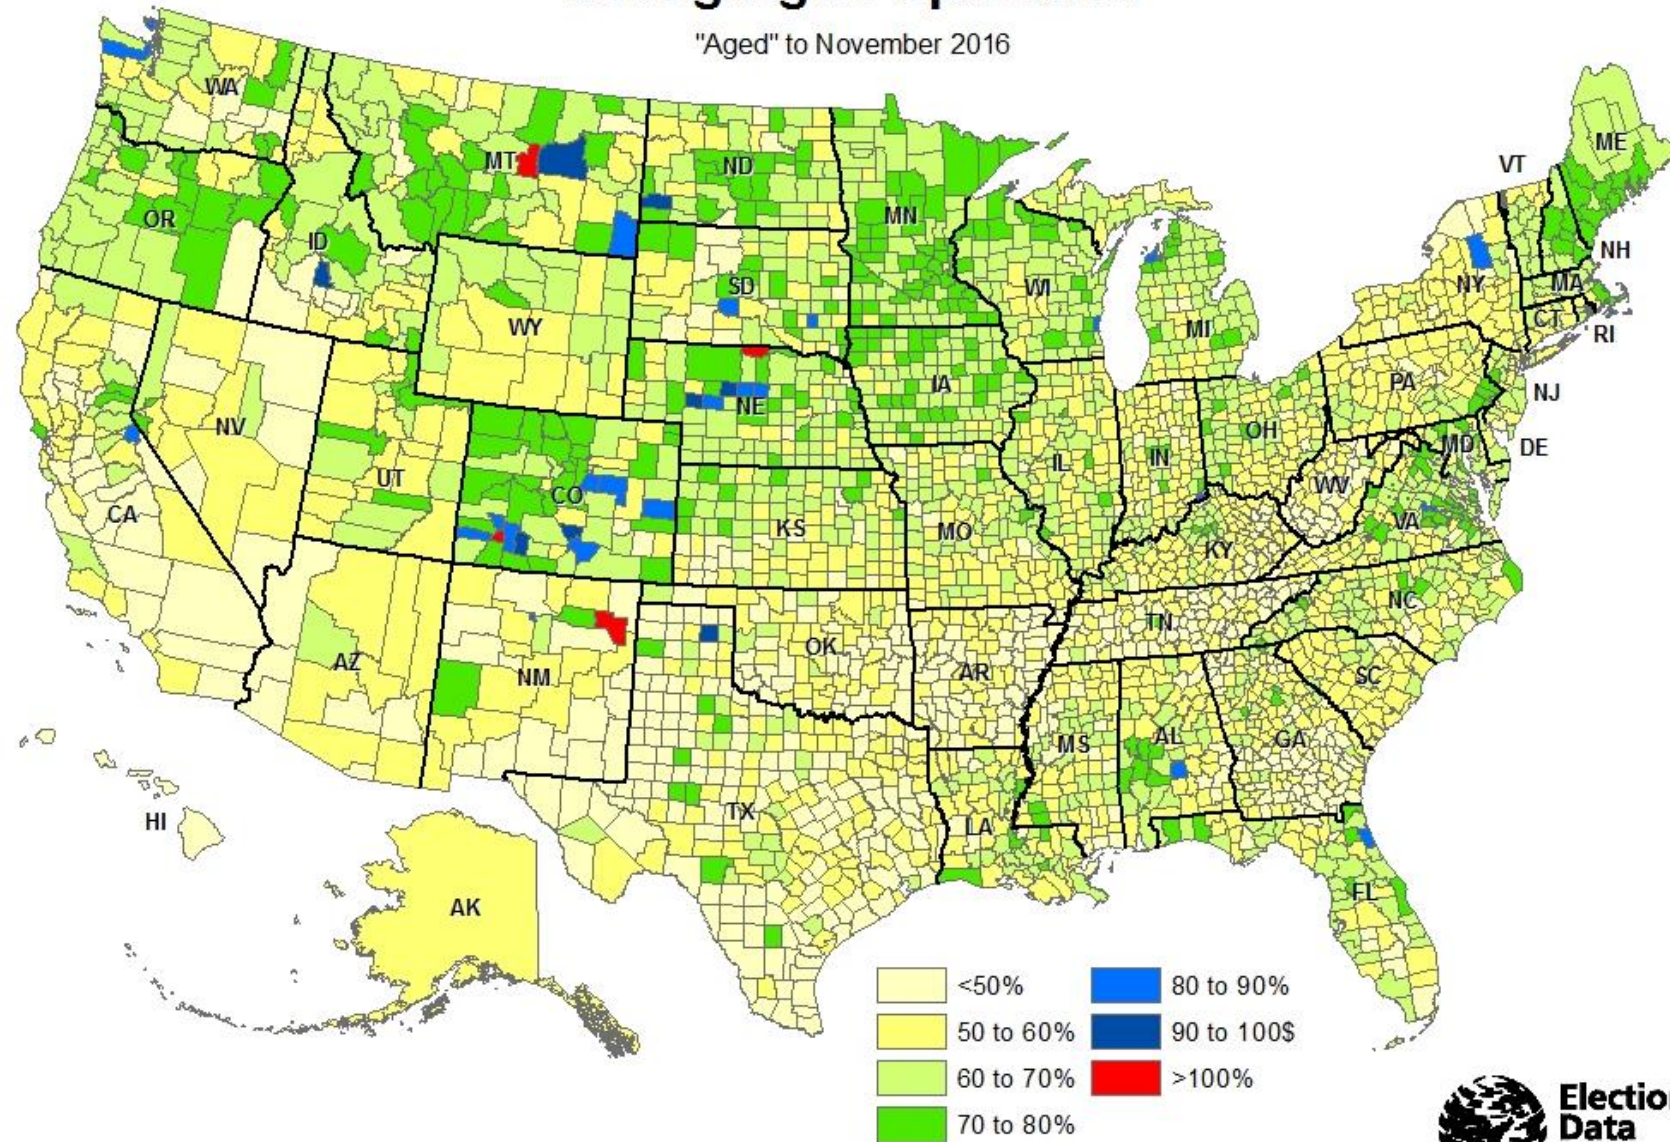 "Aged" to November 2016
WA
MT
ND
MN
ME
VT
OR
ID
SD
WI
MI
NY
NH
MA
CT
RI
WY
NE
IA
PA
NJ
NV
UT
CO
IL
IN
OH
MD
DE
WV
CA
KS
MO
KY
VA
AZ
NM
OK
AR
TN
NC
SC
MS
AL
GA
HI
TX
LA
AK
FL
<50%
50 to 60%
60 to 70%
70 to 80%
80 to 90%
90 to 100$
>100%
Election
Data